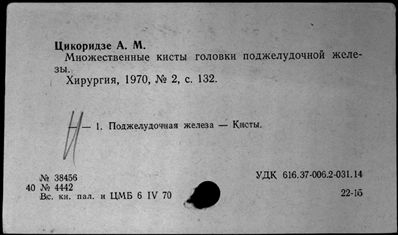 Цикоридзе А. М.
Множественные кисты головки поджелудочной желе-
зы.
Хирургия, 1970, № 2, с. 132.
— 1. Поджелудочная железа — Кисты.
№ 38456
УДК 616.37-006.2-031.14
40 № 4442
Вс. кн. пал. и ЦМБ 6 IV 70
22-1б